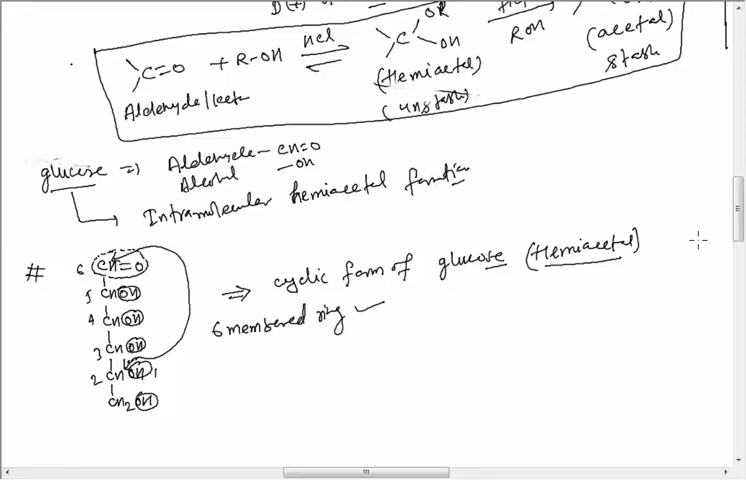 D(+)
OR
C=O + R-OH HCl C OH ROH
Aldehyde/keto (Hemiacetal) (acetal)
(unstable) stable
glucose => Aldehyde - CH=O
Alcohol - OH
Intramolecular hemiacetal formation
# 6 CH=O => cyclic form of glucose (Hemiacetal)
5 CHOH
4 CHOH 6 membered ring
3 CHOH
2 CHOH 1
CH2OH